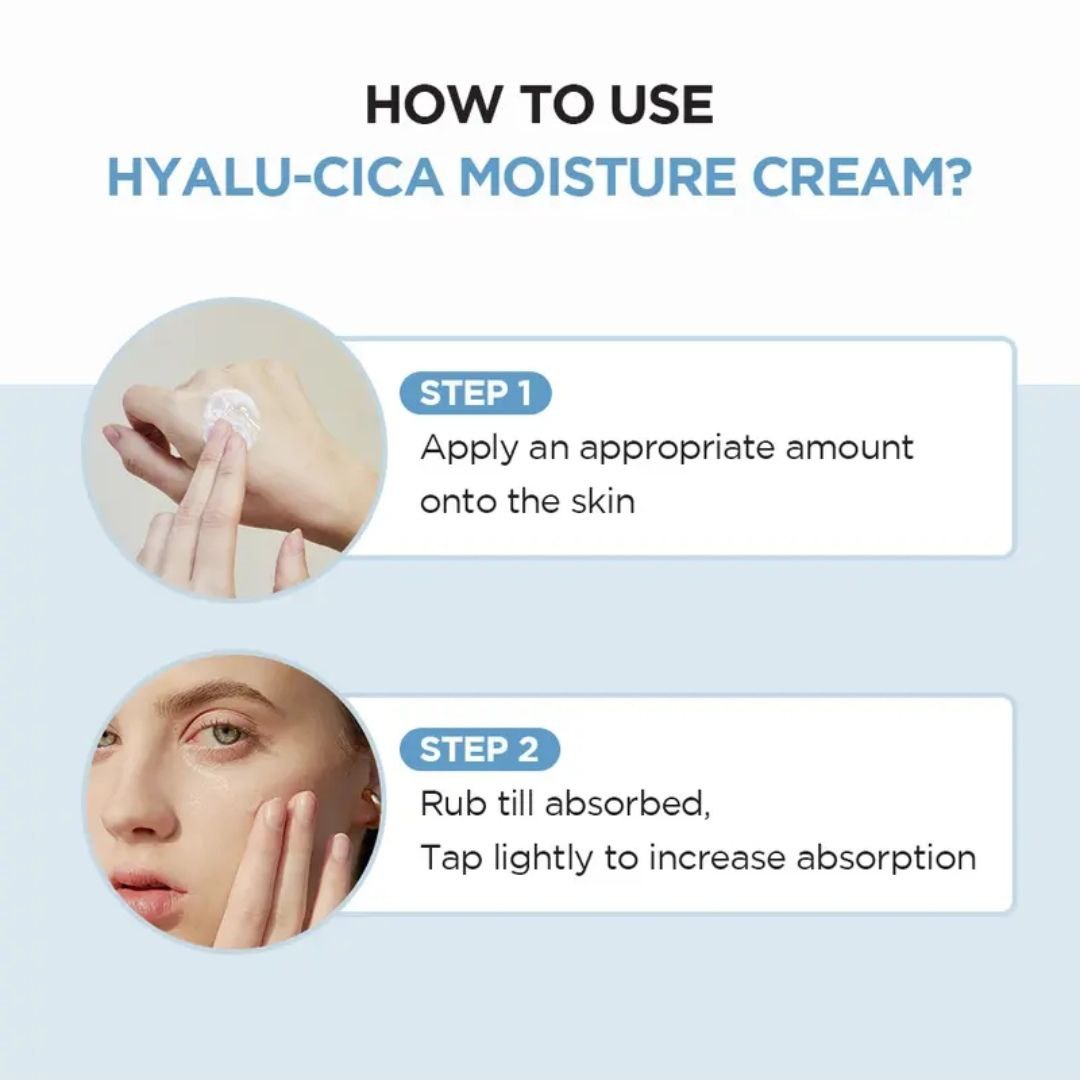 HOW TO USE
HYALU-CICA MOISTURE CREAM?
STEP 1
Apply an appropriate amount
onto the skin
STEP 2
Rub till absorbed,
Tap lightly to increase absorption